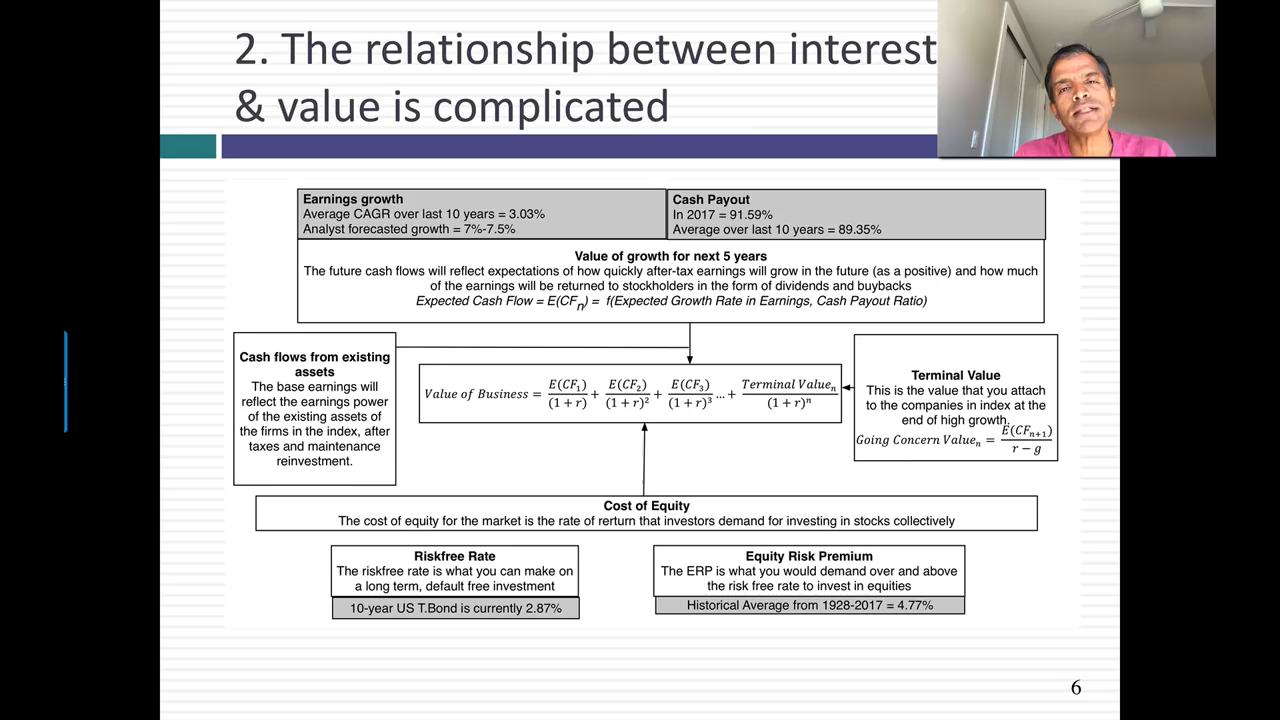 2. The relationship between interest
& value is complicated
Earnings growth
Average CAGR over last 10 years = 3.03%
Analyst forecasted growth = 7%-7.5%
Cash Payout
In 2017 = 91.59%
Average over last 10 years = 89.35%
Value of growth for next 5 years
The future cash flows will reflect expectations of how quickly after-tax earnings will grow in the future (as a positive) and how much
of the earnings will be returned to stockholders in the form of dividends and buybacks
Expected Cash Flow = E(CFn) = f(Expected Growth Rate in Earnings, Cash Payout Ratio)
Cash flows from existing
assets
The base earnings will
reflect the earnings power
of the existing assets of
the firms in the index, after
taxes and maintenance
reinvestment.
Value of Business = E(CF₁)/(1 + r) + E(CF₂)/(1 + r)² + E(CF₃)/(1 + r)³ ... + Terminal Valueₙ/(1 + r)ⁿ
Terminal Value
This is the value that you attach
to the companies in index at the
end of high growth.
Going Concern Valueₙ = E(CFₙ₊₁)/r − g
Cost of Equity
The cost of equity for the market is the rate of rerturn that investors demand for investing in stocks collectively
Riskfree Rate
The riskfree rate is what you can make on
a long term, default free investment
10-year US T.Bond is currently 2.87%
Equity Risk Premium
The ERP is what you would demand over and above
the risk free rate to invest in equities
Historical Average from 1928-2017 = 4.77%
6